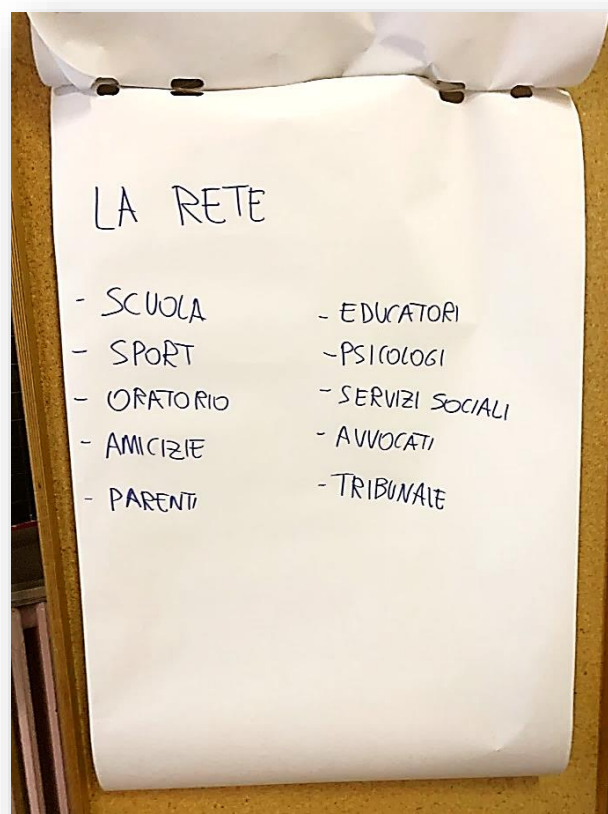 LA RETE
- SCUOLA
- SPORT
- ORATORIO
- AMICIZIE
- PARENTI
- EDUCATORI
- PSICOLOGI
- SERVIZI SOCIALI
- AVVOCATI
- TRIBUNALE